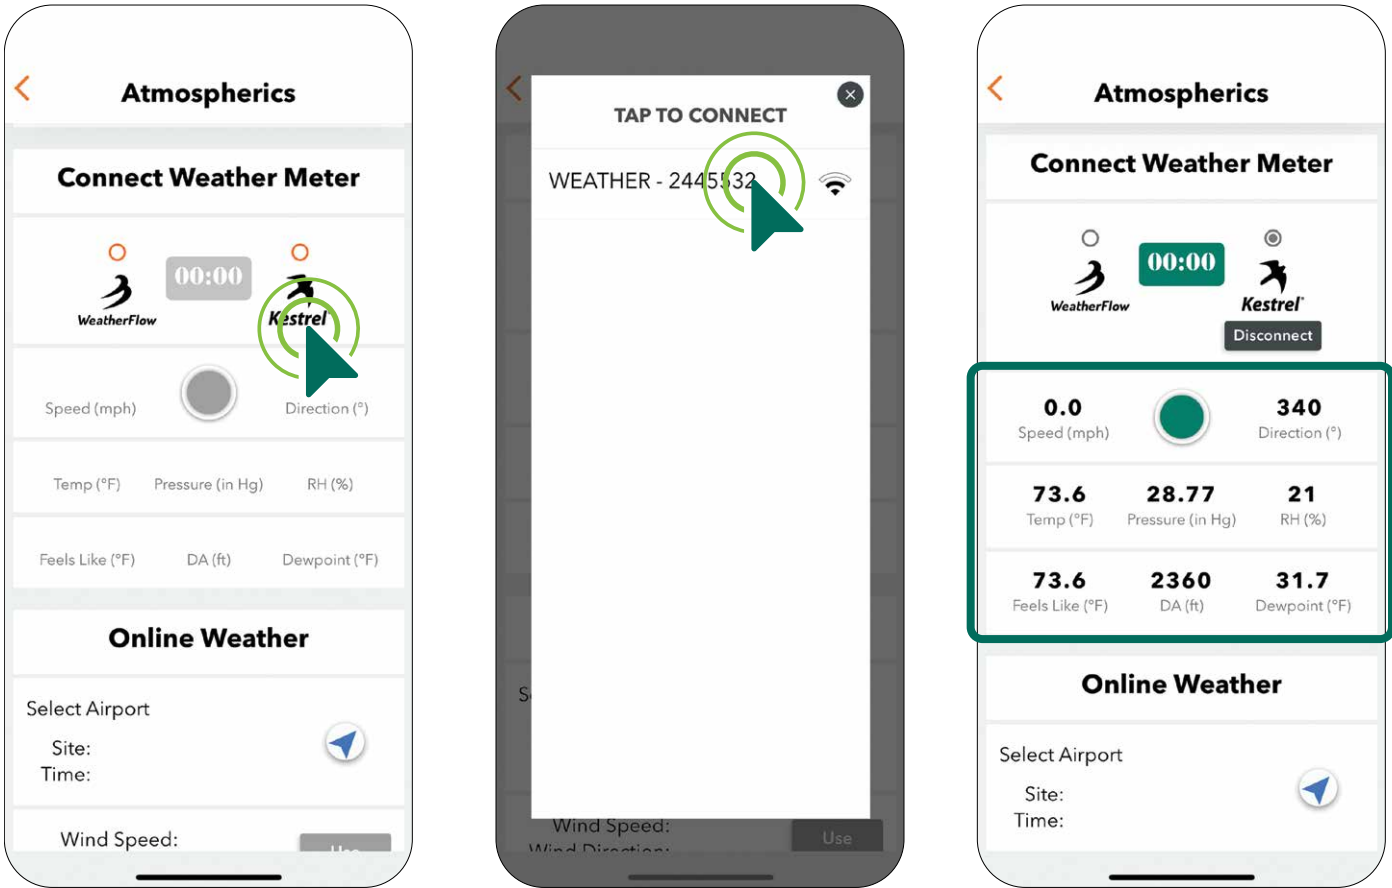 Atmospherics
Connect Weather Meter
00:00
WeatherFlow
Kestrel
Speed (mph)
Direction (°)
Temp (°F) Pressure (in Hg) RH (%)
Feels Like (°F) DA (ft) Dewpoint (°F)
Online Weather
Select Airport
Site:
Time:
Wind Speed:
Use
TAP TO CONNECT
WEATHER - 2445532
Wind Speed:
Use
Wind Direction:
Atmospherics
Connect Weather Meter
00:00
WeatherFlow
Kestrel®
Disconnect
0.0 340
Speed (mph) Direction (°)
73.6 28.77 21
Temp (°F) Pressure (in Hg) RH (%)
73.6 2360 31.7
Feels Like (°F) DA (ft) Dewpoint (°F)
Online Weather
Select Airport
Site:
Time: